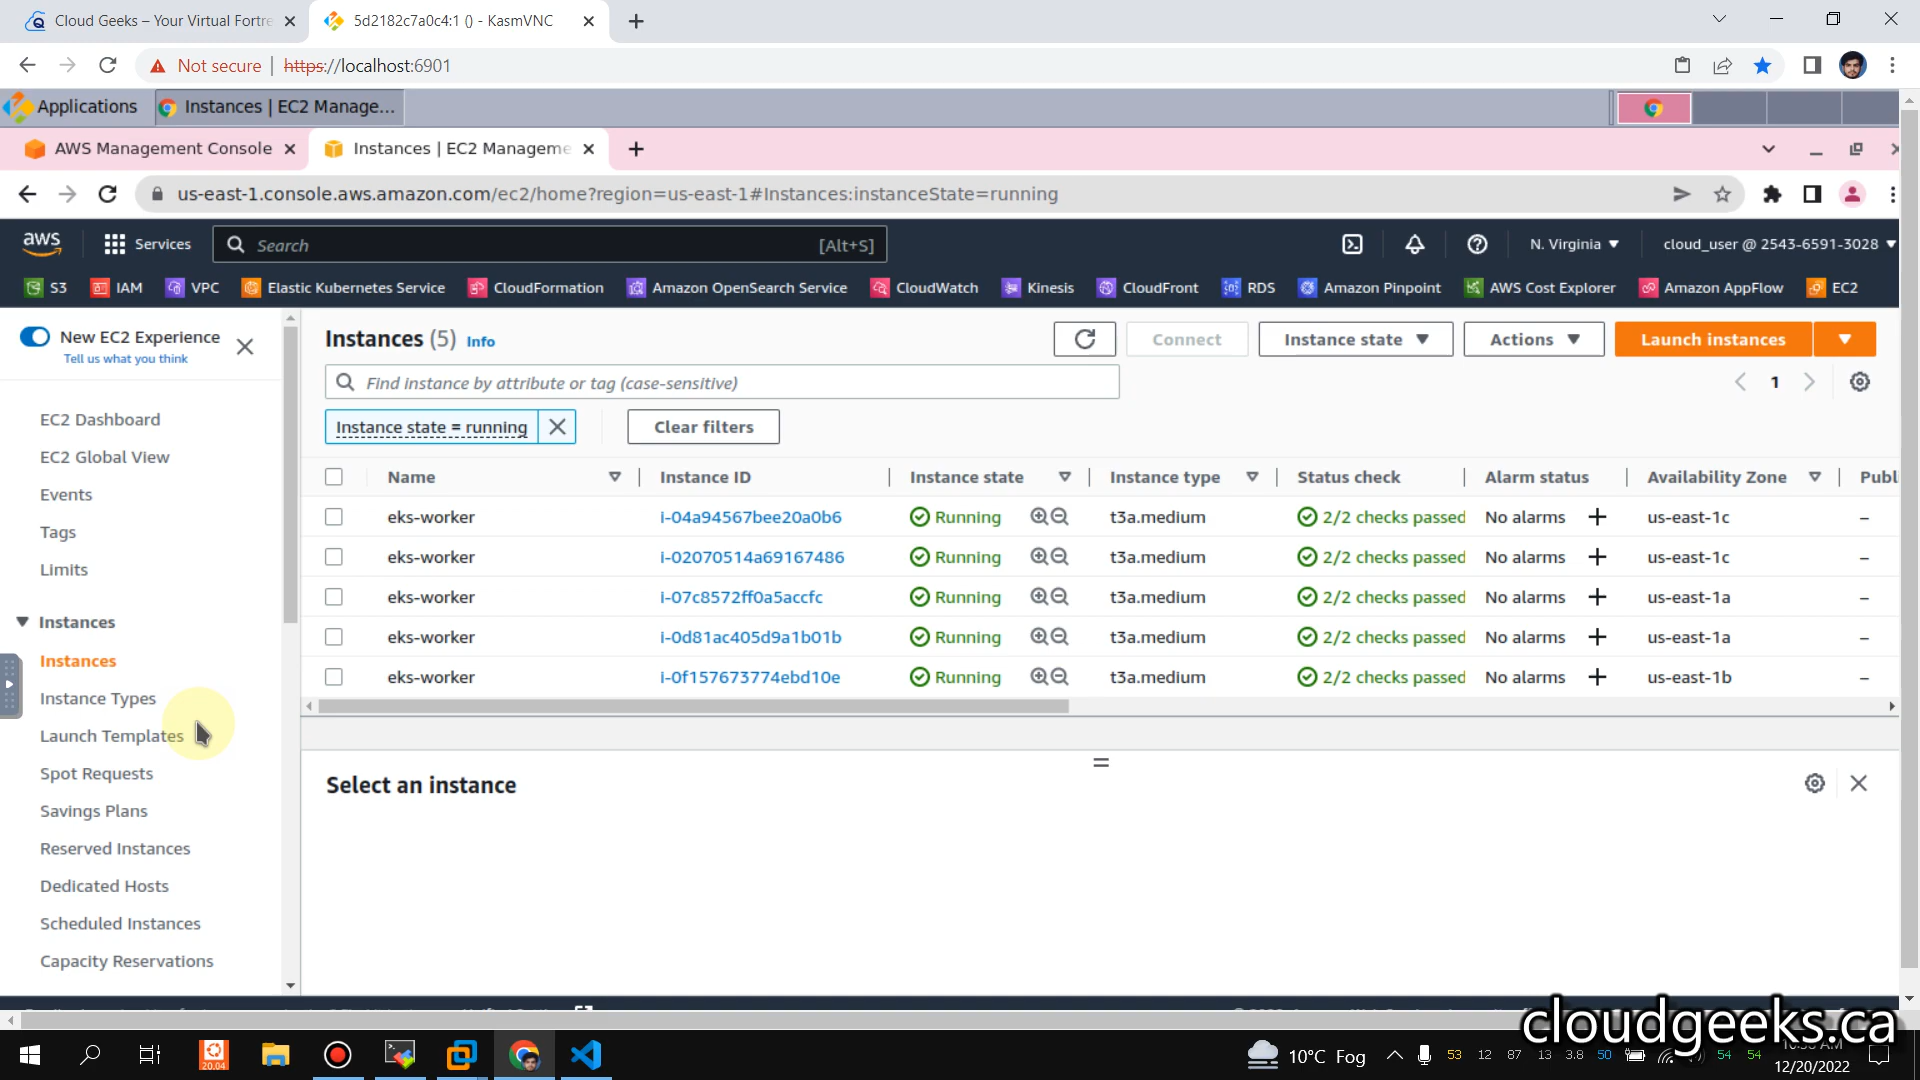 Cloud Geeks – Your Virtual Fortre
5d2182c7a0c4:1 () - KasmVNC
Not secure https://localhost:6901
Applications Instances | EC2 Manage...
AWS Management Console
Instances | EC2 Manageme
us-east-1.console.aws.amazon.com/ec2/home?region=us-east-1#Instances:instanceState=running
aws Services Search [Alt+S] N. Virginia cloud_user @ 2543-6591-3028
S3 IAM VPC Elastic Kubernetes Service CloudFormation Amazon OpenSearch Service CloudWatch Kinesis CloudFront RDS Amazon Pinpoint AWS Cost Explorer Amazon AppFlow EC2
New EC2 Experience
Tell us what you think
EC2 Dashboard
EC2 Global View
Events
Tags
Limits
Instances
Instances
Instance Types
Launch Templates
Spot Requests
Savings Plans
Reserved Instances
Dedicated Hosts
Scheduled Instances
Capacity Reservations
Instances (5) Info
Connect Instance state Actions Launch instances
Find instance by attribute or tag (case-sensitive)
1
Instance state = running Clear filters
Name Instance ID Instance state Instance type Status check Alarm status Availability Zone Publ
eks-worker i-04a94567bee20a0b6 Running t3a.medium 2/2 checks passed No alarms + us-east-1c –
eks-worker i-02070514a69167486 Running t3a.medium 2/2 checks passed No alarms + us-east-1c –
eks-worker i-07c8572ff0a5accfc Running t3a.medium 2/2 checks passed No alarms + us-east-1a –
eks-worker i-0d81ac405d9a1b01b Running t3a.medium 2/2 checks passed No alarms + us-east-1a –
eks-worker i-0f157673774ebd10e Running t3a.medium 2/2 checks passed No alarms + us-east-1b –
Select an instance
cloudgeeks.ca
20.04
10°C Fog 53 12 87 13 3.8 50 54 54
12/20/2022